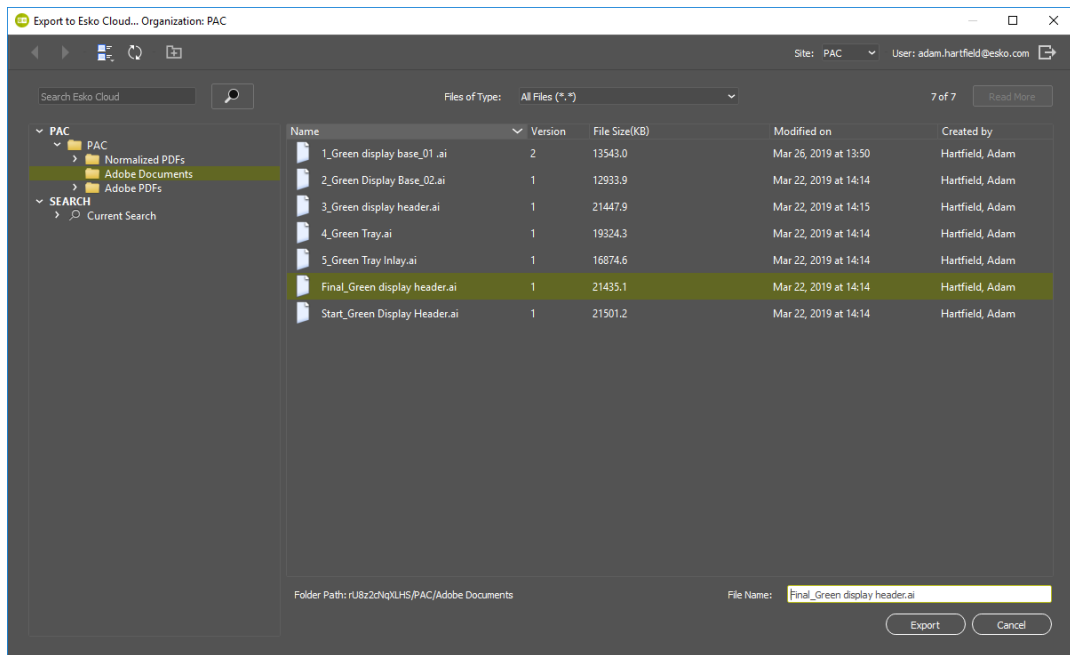 Export to Esko Cloud... Organization: PAC
Site: PAC User: adam.hartfield@esko.com
Search Esko Cloud Files of Type: All Files (*.*) 7 of 7 Read More
PAC
PAC
Normalized PDFs
Adobe Documents
Adobe PDFs
SEARCH
Current Search
Name Version File Size(KB) Modified on Created by
1_Green display base_01 .ai 2 13543.0 Mar 26, 2019 at 13:50 Hartfield, Adam
2_Green Display Base_02.ai 1 12933.9 Mar 22, 2019 at 14:14 Hartfield, Adam
3_Green display header.ai 1 21447.9 Mar 22, 2019 at 14:15 Hartfield, Adam
4_Green Tray.ai 1 19324.3 Mar 22, 2019 at 14:14 Hartfield, Adam
5_Green Tray Inlay.ai 1 16874.6 Mar 22, 2019 at 14:14 Hartfield, Adam
Final_Green display header.ai 1 21435.1 Mar 22, 2019 at 14:14 Hartfield, Adam
Start_Green Display Header.ai 1 21501.2 Mar 22, 2019 at 14:14 Hartfield, Adam
Folder Path: rU8z2cNqXLHS/PAC/Adobe Documents File Name: Final_Green display header.ai
Export Cancel